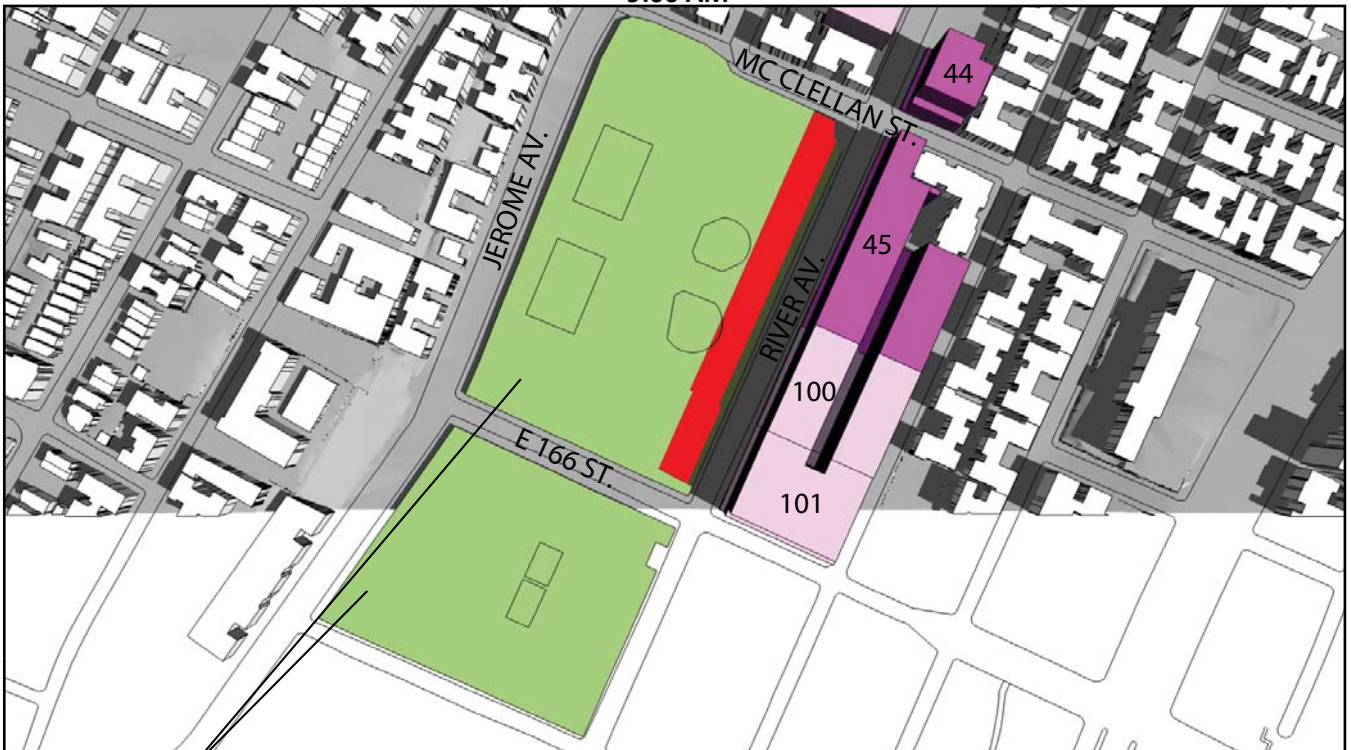 44
MC CLELLAN ST.
JEROME AV.
45
RIVER AV.
100
E 166 ST.
101